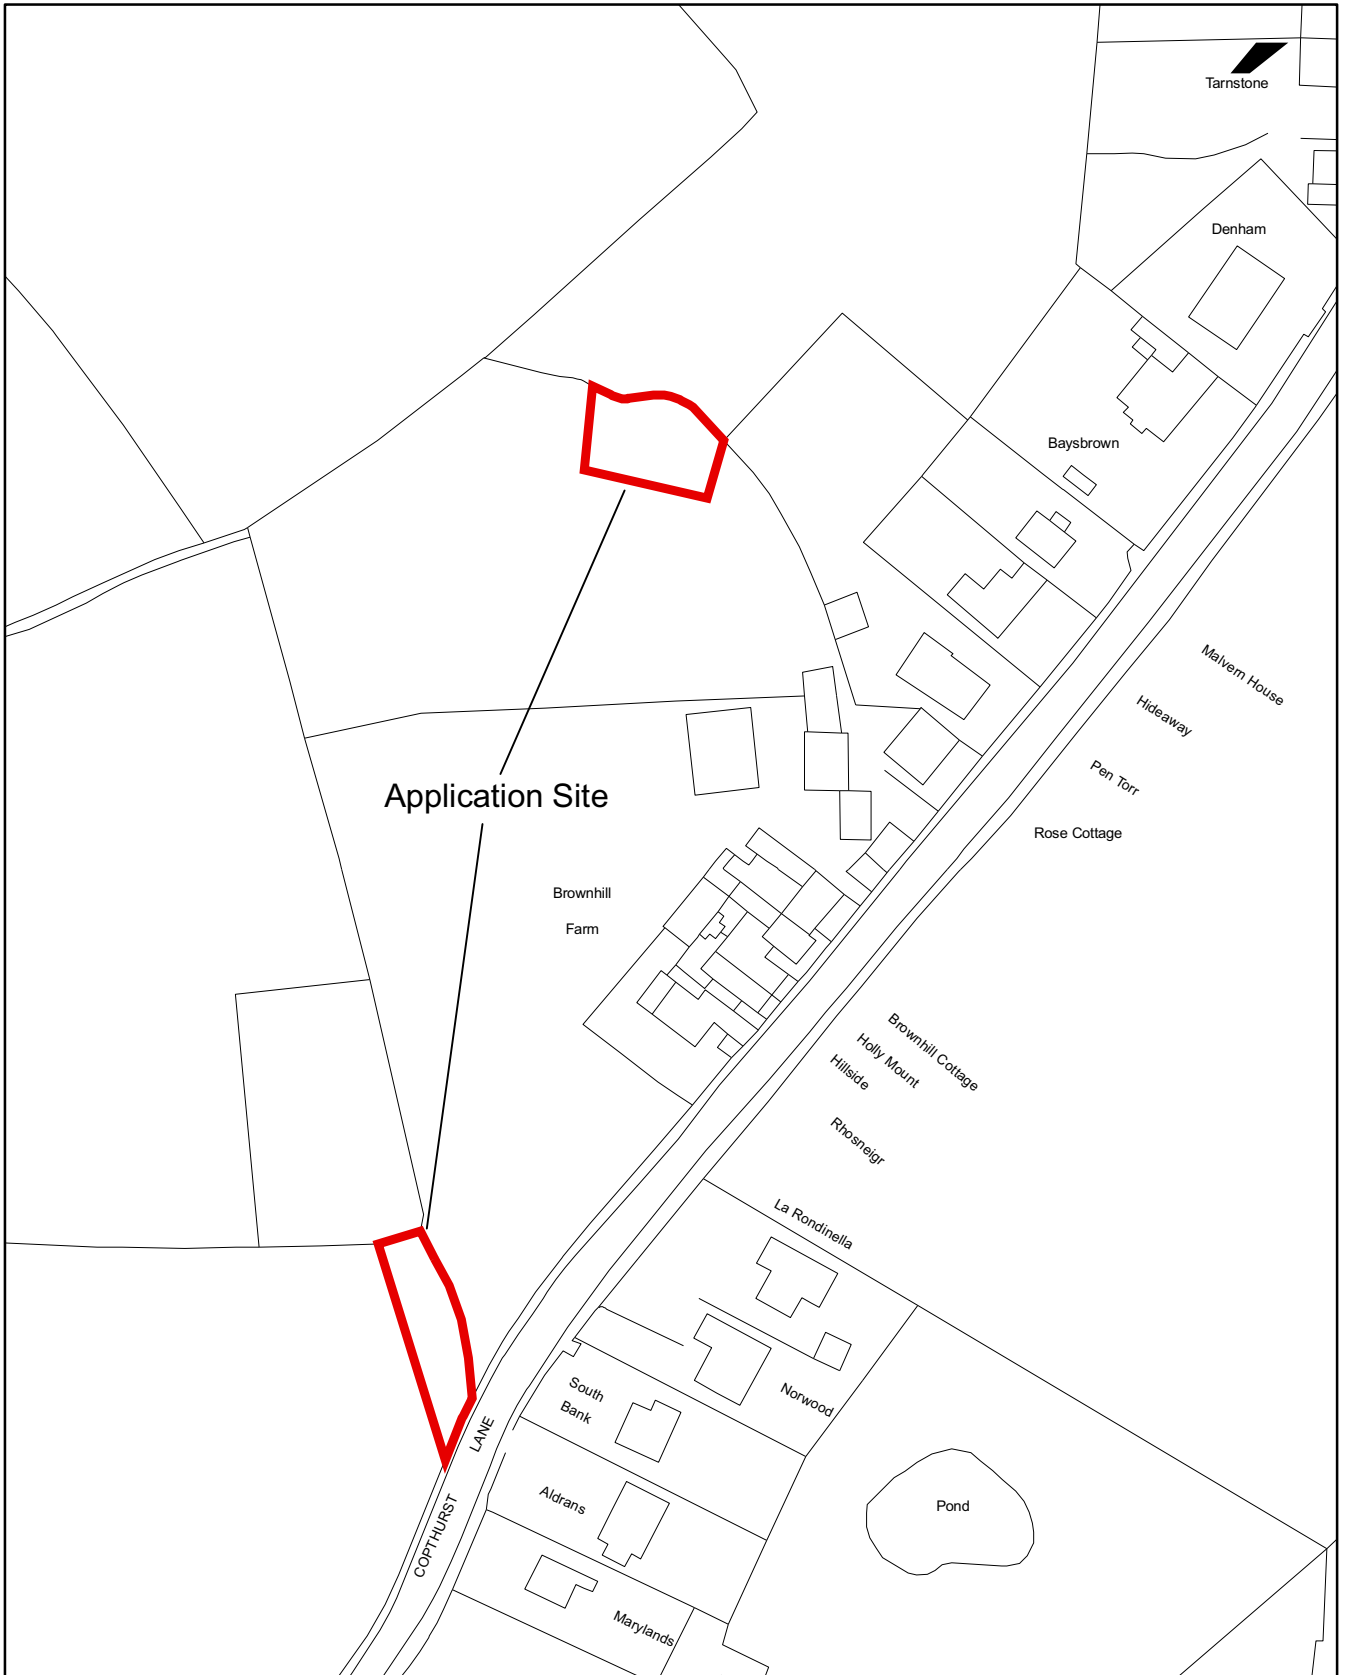 Tarnstone
Denham
Baysbrown
Malvern House
Hideaway
Pen Torr
Application Site
Rose Cottage
Brownhill
Farm
Brownhill Cottage
Holly Mount
Hillside
Rhosneigr
La Rondinella
South
Bank
Norwood
COPTHURST LANE
Aldrans
Pond
Marylands